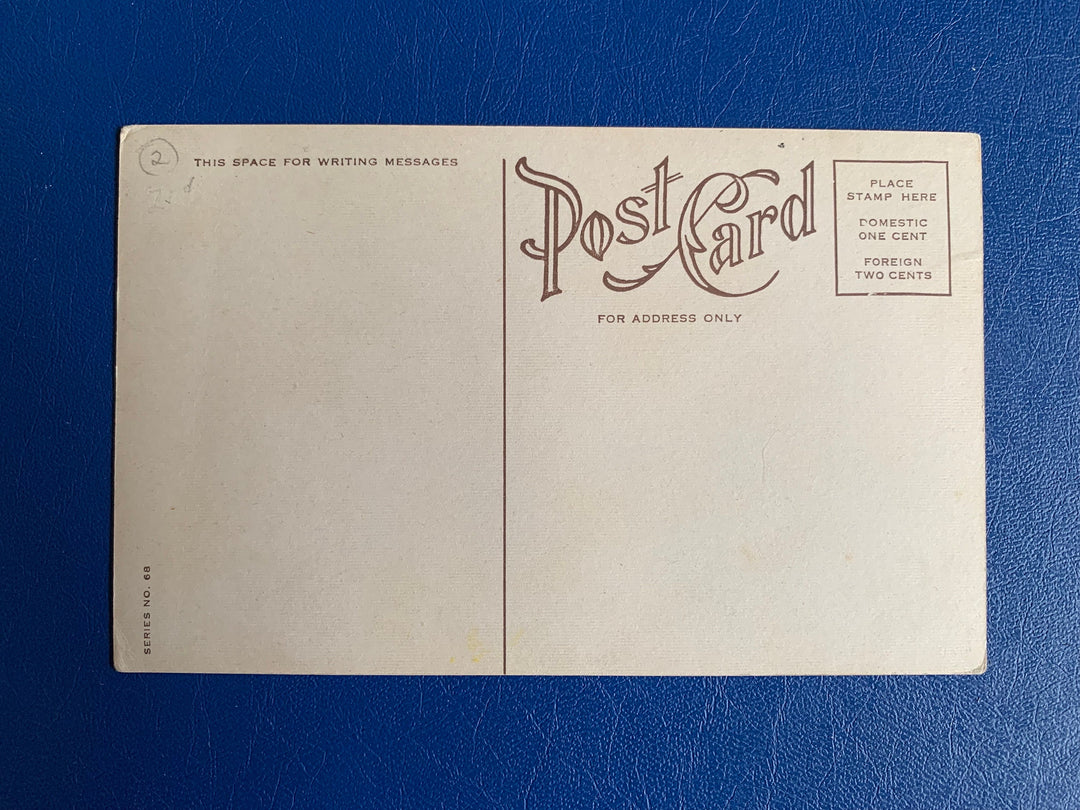 2
THIS SPACE FOR WRITING MESSAGES
Post Card
FOR ADDRESS ONLY
PLACE
STAMP HERE
DOMESTIC
ONE CENT
FOREIGN
TWO CENTS
SERIES NO. 68